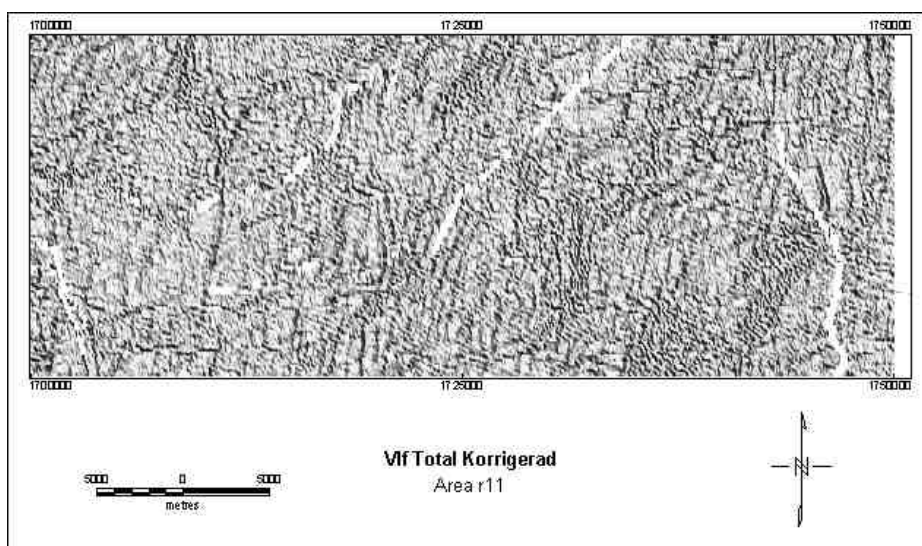 1700000 1725000 1750000
1700000 1725000 1750000
Vlf Total Korrigerad
Area r11
5000 0 5000
metres
N